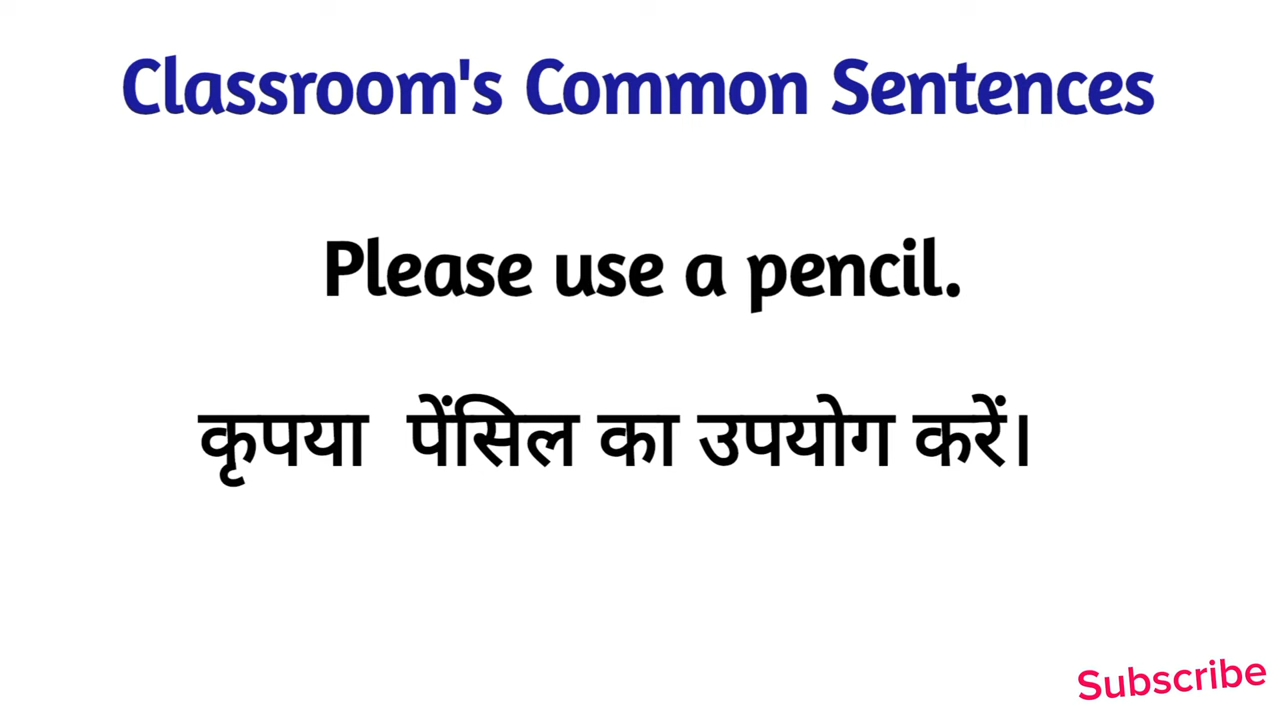 Classroom's Common Sentences
Please use a pencil.
कृपया पेंसिल का उपयोग करें।
Subscribe